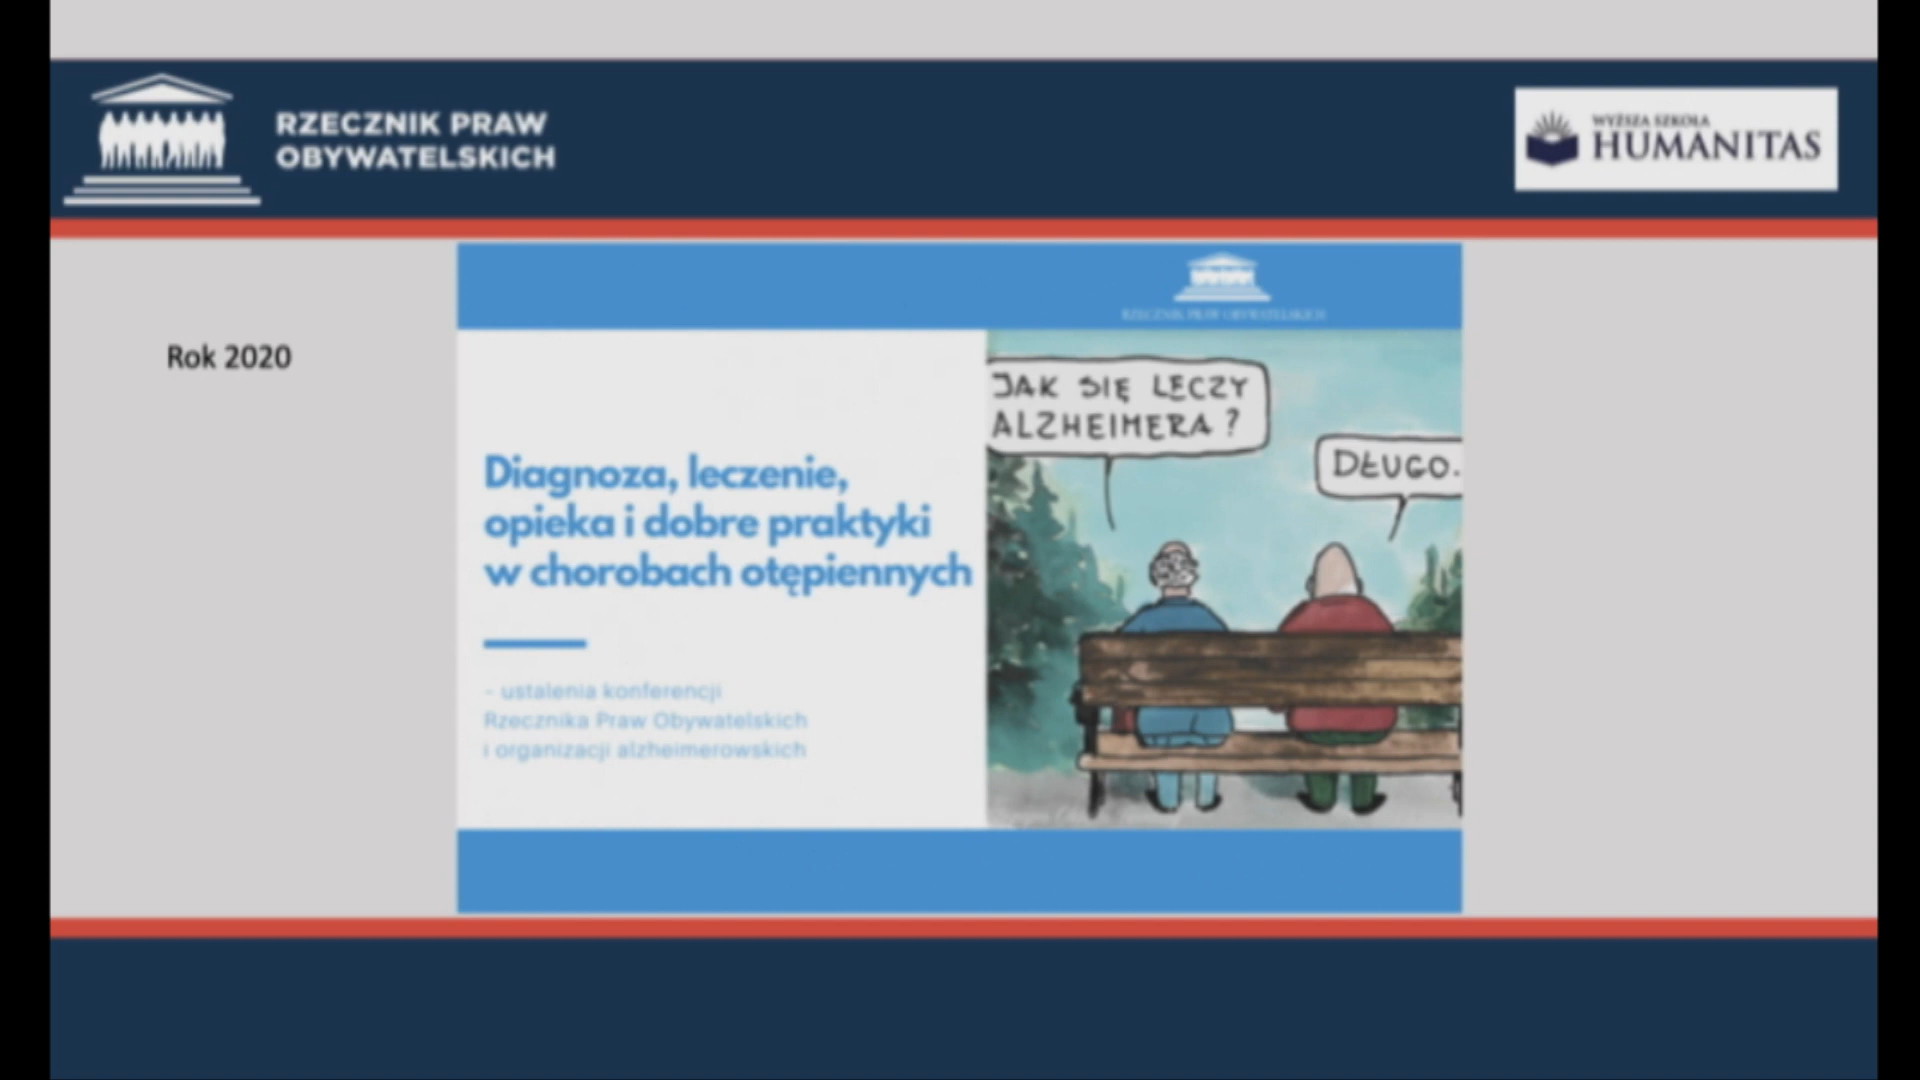 RZECZNIK PRAW
OBYWATELSKICH
WYŻSZA SZKOŁA
HUMANITAS
Rok 2020
RZECZNIK PRAW OBYWATELSKICH
JAK SIĘ LECZY
ALZHEIMERA?
DŁUGO.
Diagnoza, leczenie,
opieka i dobre praktyki
w chorobach otępiennych
- ustalenia konferencji
Rzecznika Praw Obywatelskich
i organizacji alzheimerowskich